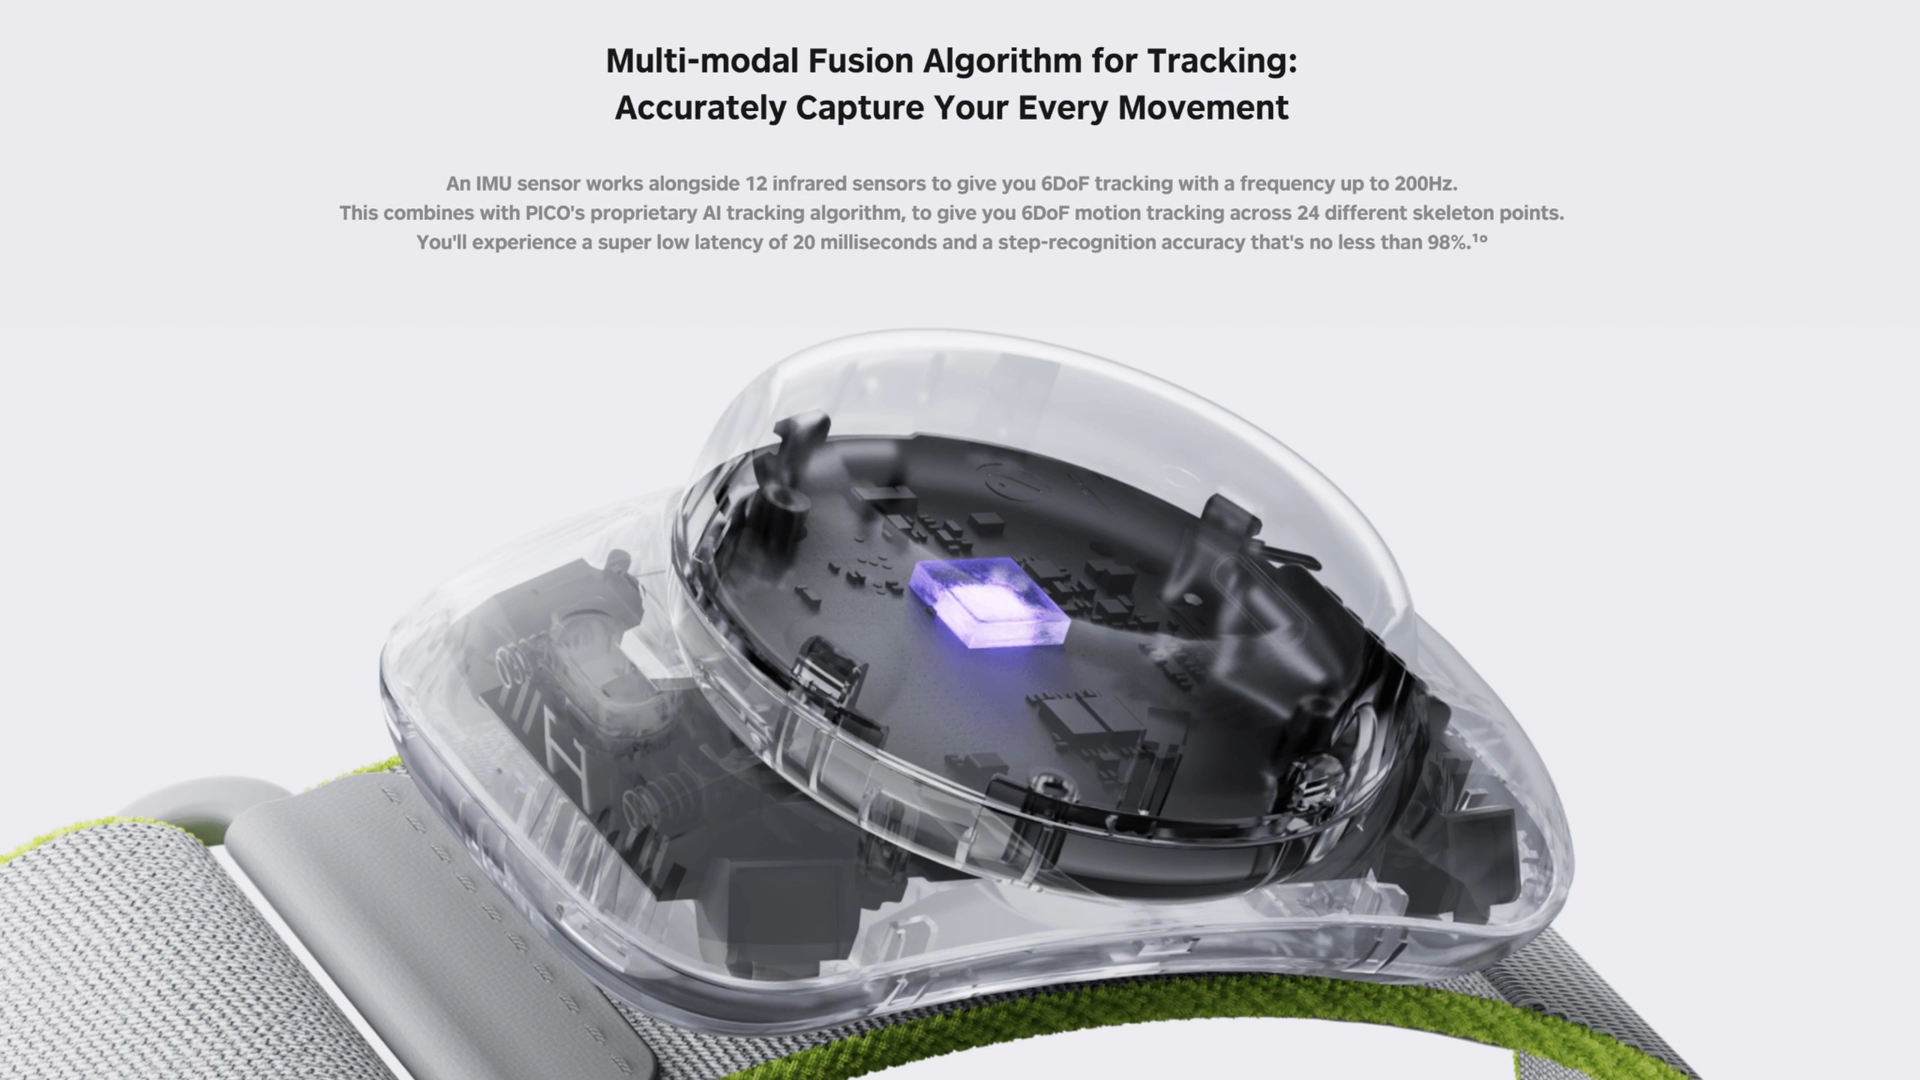 Multi-modal Fusion Algorithm for Tracking:
Accurately Capture Your Every Movement
An IMU sensor works alongside 12 infrared sensors to give you 6DoF tracking with a frequency up to 200Hz.
This combines with PICO's proprietary AI tracking algorithm, to give you 6DoF motion tracking across 24 different skeleton points.
You'll experience a super low latency of 20 milliseconds and a step-recognition accuracy that's no less than 98%.¹⁰